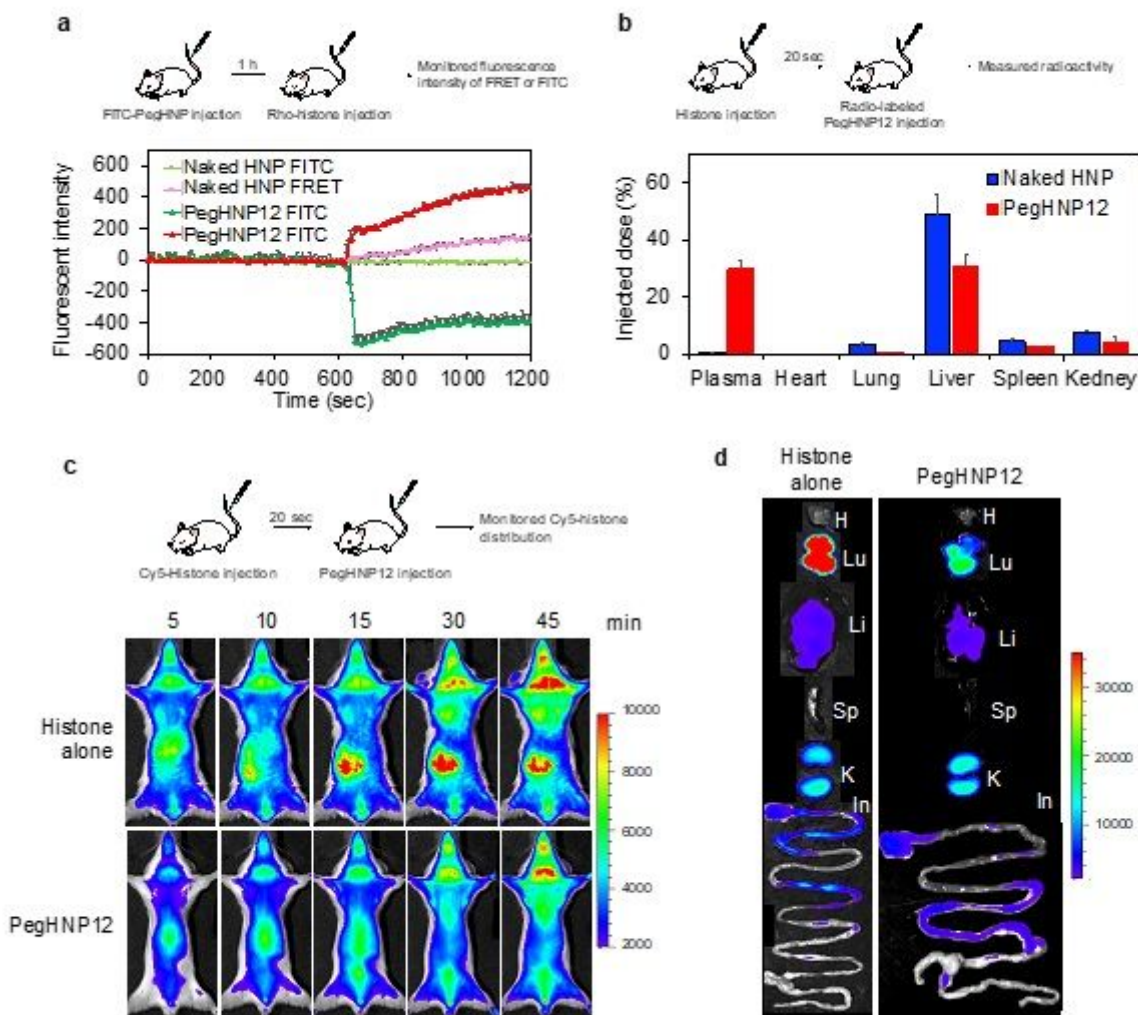 a
1 h
Monitored fluorescence
intensity of FRET or FITC
FITC-PegHNP injection
Rho-histone injection
Naked HNP FITC
Naked HNP FRET
PegHNP12 FITC
PegHNP12 FITC
Fluorescent intensity
600
400
200
0
-200
-400
-600
0 200 400 600 800 1000 1200
Time (sec)
b
20 sec
Measured radioactivity
Histone injection
Radio-labeled
PegHNP12 injection
Naked HNP
PegHNP12
Injected dose (%)
60
40
20
0
Plasma Heart Lung Liver Spleen Kedney
c
20 sec
Monitored Cy5-histone
distribution
Cy5-Histone injection
PegHNP12 injection
5 10 15 30 45 min
Histone
alone
PegHNP12
10000
8000
6000
4000
2000
d
Histone
alone
PegHNP12
H
Lu
Li
Sp
K
In
H
Lu
Li
Sp
K
In
30000
20000
10000